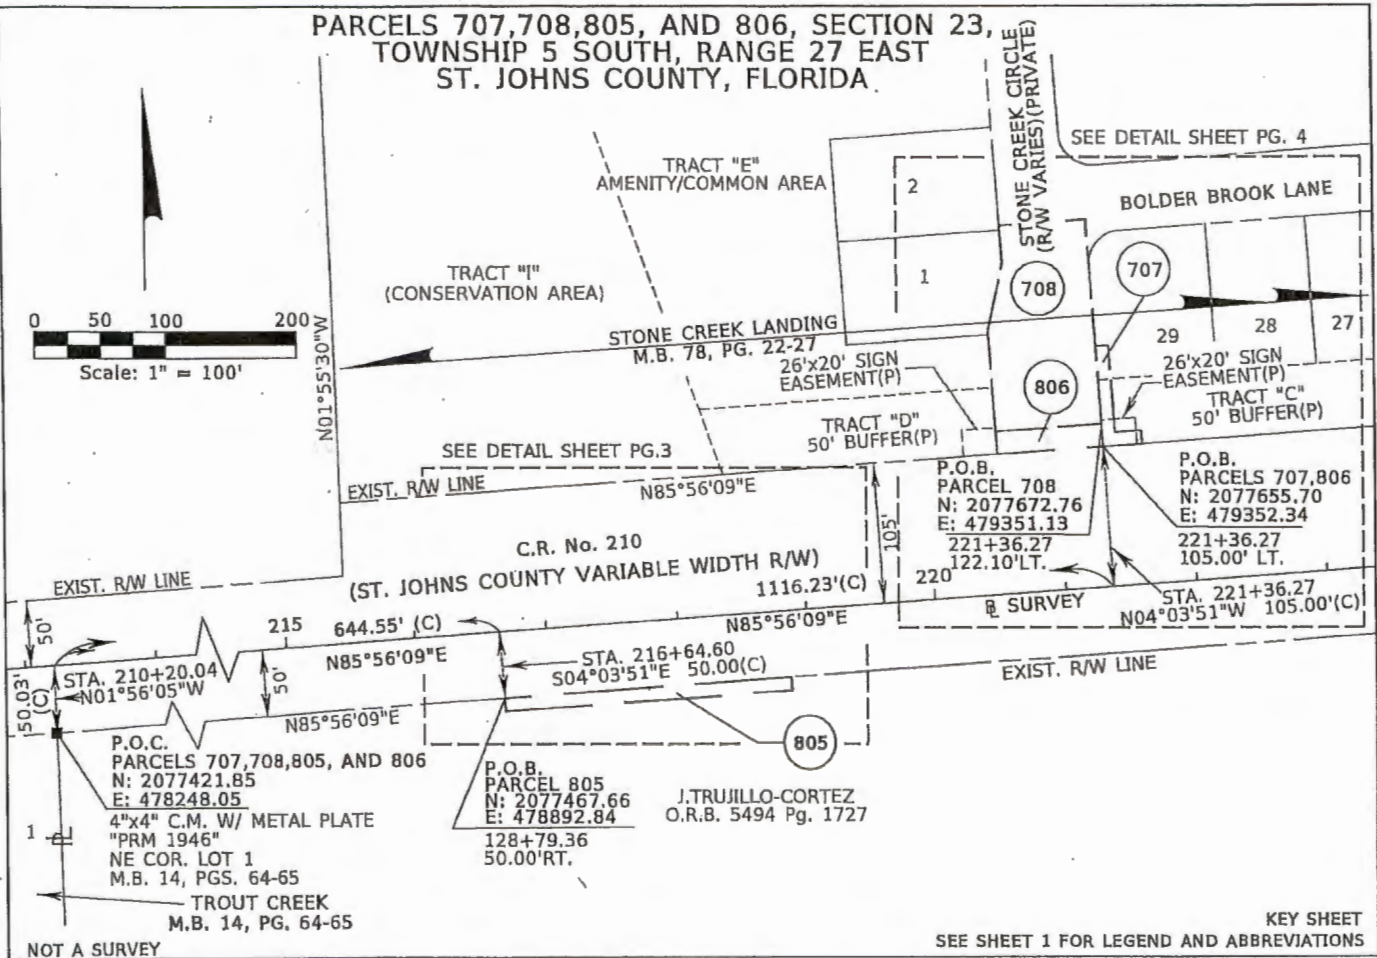 PARCELS 707,708,805, AND 806, SECTION 23,
TOWNSHIP 5 SOUTH, RANGE 27 EAST
ST. JOHNS COUNTY, FLORIDA
STONE CREEK CIRCLE
(R/W VARIES)(PRIVATE)
SEE DETAIL SHEET PG. 4
TRACT "E"
AMENITY/COMMON AREA
2
BOLDER BROOK LANE
TRACT "I"
(CONSERVATION AREA)
1
708
707
0 50 100 200
Scale: 1" = 100'
N01°55'30"W
STONE CREEK LANDING
M.B. 78, PG. 22-27
29
28
27
26'x20' SIGN
EASEMENT(P)
806
26'x20' SIGN
EASEMENT(P)
TRACT "D"
50' BUFFER(P)
TRACT "C"
50' BUFFER(P)
SEE DETAIL SHEET PG.3
EXIST. R/W LINE
N85°56'09"E
P.O.B.
PARCEL 708
N: 2077672.76
E: 479351.13
221+36.27
122.10'LT.
P.O.B.
PARCELS 707,806
N: 2077655.70
E: 479352.34
221+36.27
105.00' LT.
105'
C.R. No. 210
(ST. JOHNS COUNTY VARIABLE WIDTH R/W)
EXIST. R/W LINE
1116.23'(C)
220
STA. 221+36.27
N04°03'51"W 105.00'(C)
50'
215
644.55' (C)
N85°56'09"E
N85°56'09"E
BL SURVEY
50.03'
(C)
STA. 210+20.04
N01°56'05"W
50'
STA. 216+64.60
S04°03'51"E 50.00(C)
EXIST. R/W LINE
N85°56'09"E
805
P.O.C.
PARCELS 707,708,805, AND 806
N: 2077421.85
E: 478248.05
4"x4" C.M. W/ METAL PLATE
"PRM 1946"
NE COR. LOT 1
M.B. 14, PGS. 64-65
P.O.B.
PARCEL 805
N: 2077467.66
E: 478892.84
128+79.36
50.00'RT.
J.TRUJILLO-CORTEZ
O.R.B. 5494 Pg. 1727
1
TROUT CREEK
M.B. 14, PG. 64-65
NOT A SURVEY
KEY SHEET
SEE SHEET 1 FOR LEGEND AND ABBREVIATIONS